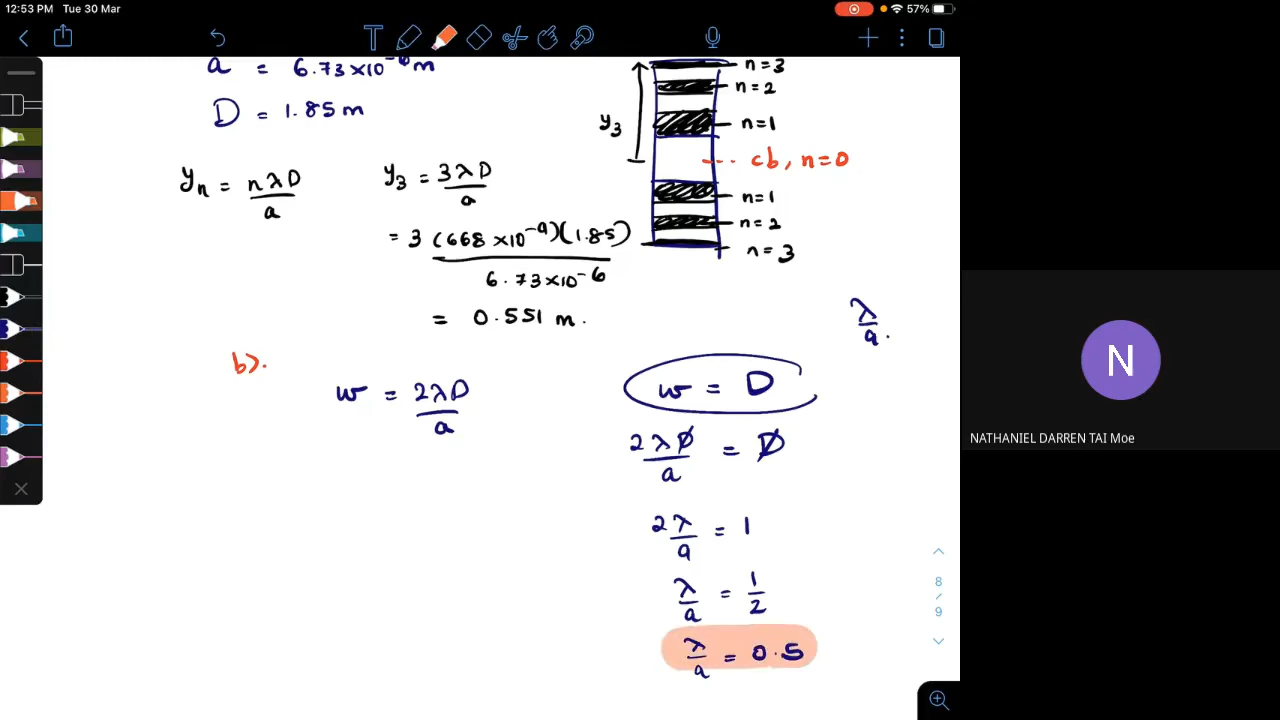 12:53 PM Tue 30 Mar
57%
a = 6.73×10⁻⁶ m
D = 1.85 m
yₙ = nλD/a
y₃ = 3λD/a
= 3 (668 ×10⁻⁹)(1.85)/6.73×10⁻⁶
= 0.551 m.
y₃
n=3
n=2
n=1
cb, n=0
n=1
n=2
n=3
λ/a.
b).
w = 2λD/a
w = D
2λD/a = D
2λ/a = 1
λ/a = 1/2
λ/a = 0.5
8/9
N
NATHANIEL DARREN TAI Moe